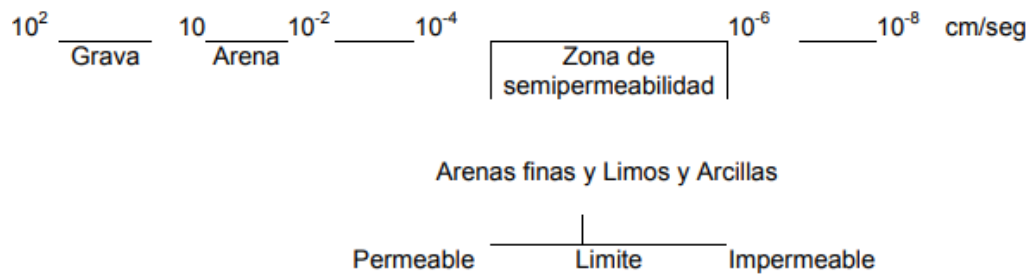 10² 10 10⁻² 10⁻⁴ 10⁻⁶ 10⁻⁸ cm/seg
Grava Arena Zona de
semipermeabilidad
Arenas finas y Limos y Arcillas
Permeable Limite Impermeable